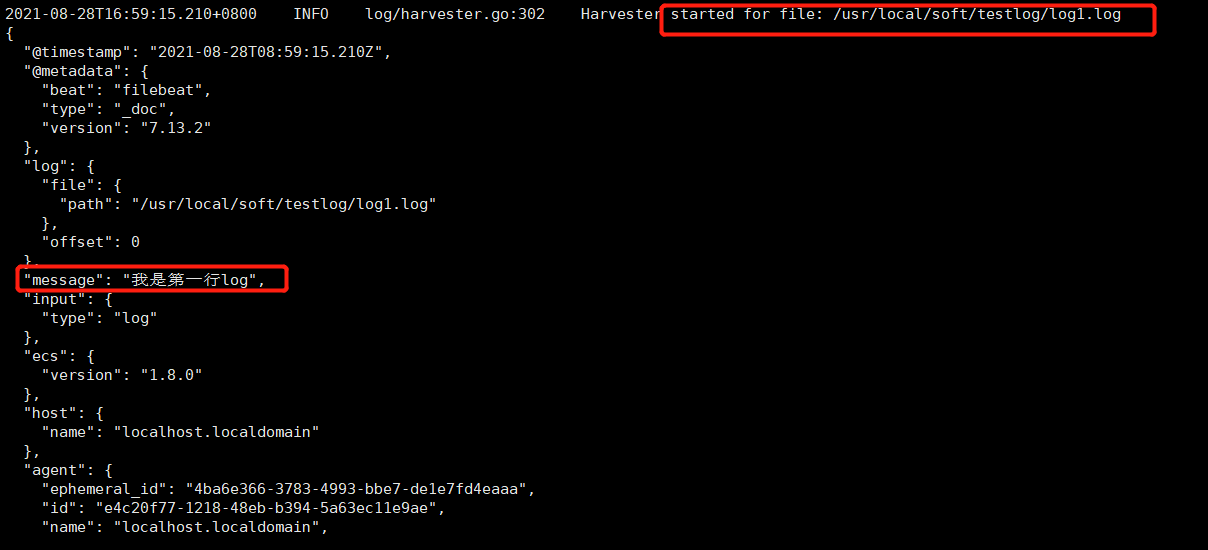 2021-08-28T16:59:15.210+0800    INFO    log/harvester.go:302    Harvester started for file: /usr/local/soft/testlog/log1.log
{
  "@timestamp": "2021-08-28T08:59:15.210Z",
  "@metadata": {
    "beat": "filebeat",
    "type": "_doc",
    "version": "7.13.2"
  },
  "log": {
    "file": {
      "path": "/usr/local/soft/testlog/log1.log"
    },
    "offset": 0
  },
  "message": "我是第一行log",
  "input": {
    "type": "log"
  },
  "ecs": {
    "version": "1.8.0"
  },
  "host": {
    "name": "localhost.localdomain"
  },
  "agent": {
    "ephemeral_id": "4ba6e366-3783-4993-bbe7-de1e7fd4eaaa",
    "id": "e4c20f77-1218-48eb-b394-5a63ec11e9ae",
    "name": "localhost.localdomain",